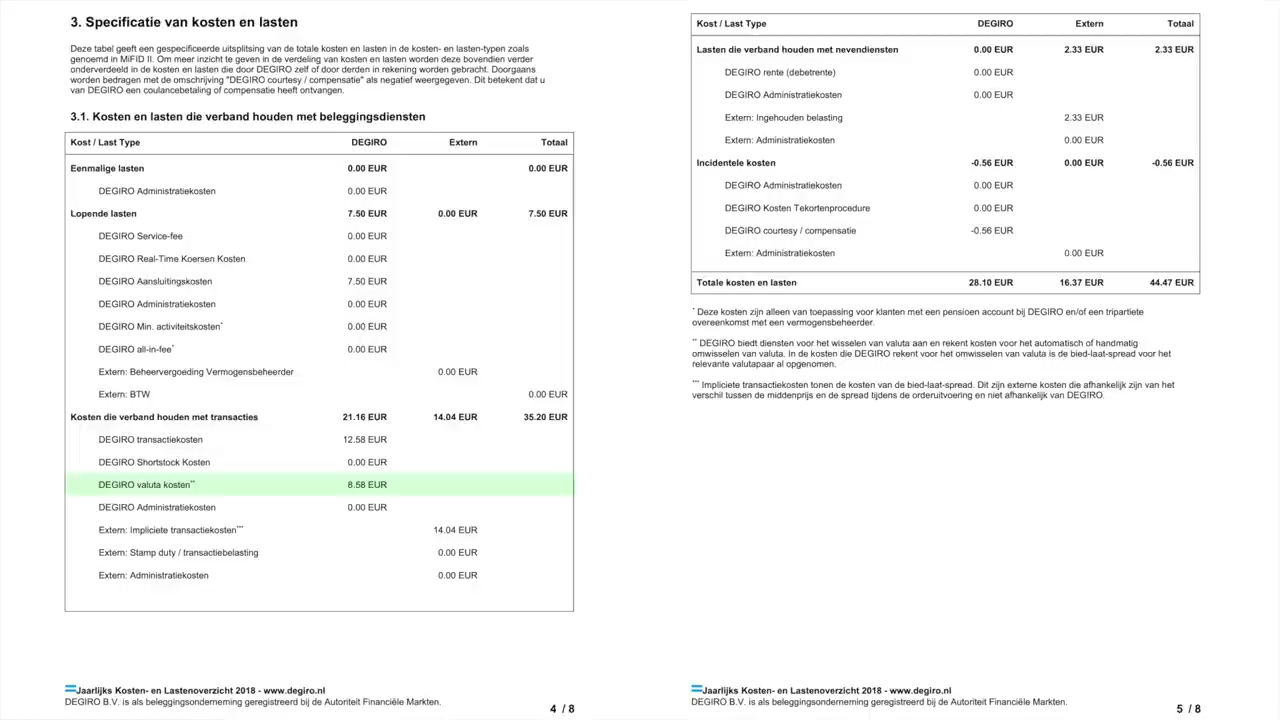 3. Specificatie van kosten en lasten
Deze tabel geeft een gespecificeerde uitsplitsing van de totale kosten en lasten in de kosten- en lasten-typen zoals
genoemd in MiFID II. Om meer inzicht te geven in de verdeling van kosten en lasten worden deze bovendien verder
onderverdeeld in de kosten en lasten die door DEGIRO zelf of door derden in rekening worden gebracht. Doorgaans
worden bedragen met de omschrijving "DEGIRO courtesy / compensatie" als negatief weergegeven. Dit betekent dat u
van DEGIRO een coulancebetaling of compensatie heeft ontvangen.
3.1. Kosten en lasten die verband houden met beleggingsdiensten
Kost / Last Type DEGIRO Extern Totaal
Eenmalige lasten 0.00 EUR 0.00 EUR
DEGIRO Administratiekosten 0.00 EUR
Lopende lasten 7.50 EUR 0.00 EUR 7.50 EUR
DEGIRO Service-fee 0.00 EUR
DEGIRO Real-Time Koersen Kosten 0.00 EUR
DEGIRO Aansluitingskosten 7.50 EUR
DEGIRO Administratiekosten 0.00 EUR
DEGIRO Min. activiteitskosten* 0.00 EUR
DEGIRO all-in-fee* 0.00 EUR
Extern: Beheervergoeding Vermogensbeheerder 0.00 EUR
Extern: BTW 0.00 EUR
Kosten die verband houden met transacties 21.16 EUR 14.04 EUR 35.20 EUR
DEGIRO transactiekosten 12.58 EUR
DEGIRO Shortstock Kosten 0.00 EUR
DEGIRO valuta kosten** 8.58 EUR
DEGIRO Administratiekosten 0.00 EUR
Extern: Impliciete transactiekosten*** 14.04 EUR
Extern: Stamp duty / transactiebelasting 0.00 EUR
Extern: Administratiekosten 0.00 EUR
Jaarlijks Kosten- en Lastenoverzicht 2018 - www.degiro.nl
DEGIRO B.V. is als beleggingsonderneming geregistreerd bij de Autoriteit Financiële Markten.
4 / 8
Kost / Last Type DEGIRO Extern Totaal
Lasten die verband houden met nevendiensten 0.00 EUR 2.33 EUR 2.33 EUR
DEGIRO rente (debetrente) 0.00 EUR
DEGIRO Administratiekosten 0.00 EUR
Extern: Ingehouden belasting 2.33 EUR
Extern: Administratiekosten 0.00 EUR
Incidentele kosten -0.56 EUR 0.00 EUR -0.56 EUR
DEGIRO Administratiekosten 0.00 EUR
DEGIRO Kosten Tekortenprocedure 0.00 EUR
DEGIRO courtesy / compensatie -0.56 EUR
Extern: Administratiekosten 0.00 EUR
Totale kosten en lasten 28.10 EUR 16.37 EUR 44.47 EUR
* Deze kosten zijn alleen van toepassing voor klanten met een pensioen account bij DEGIRO en/of een tripartiete
overeenkomst met een vermogensbeheerder.
** DEGIRO biedt diensten voor het wisselen van valuta aan en rekent kosten voor het automatisch of handmatig
omwisselen van valuta. In de kosten die DEGIRO rekent voor het omwisselen van valuta is de bied-laat-spread voor het
relevante valutapaar al opgenomen.
*** Impliciete transactiekosten tonen de kosten van de bied-laat-spread. Dit zijn externe kosten die afhankelijk zijn van het
verschil tussen de middenprijs en de spread tijdens de orderuitvoering en niet afhankelijk van DEGIRO.
Jaarlijks Kosten- en Lastenoverzicht 2018 - www.degiro.nl
DEGIRO B.V. is als beleggingsonderneming geregistreerd bij de Autoriteit Financiële Markten.
5 / 8